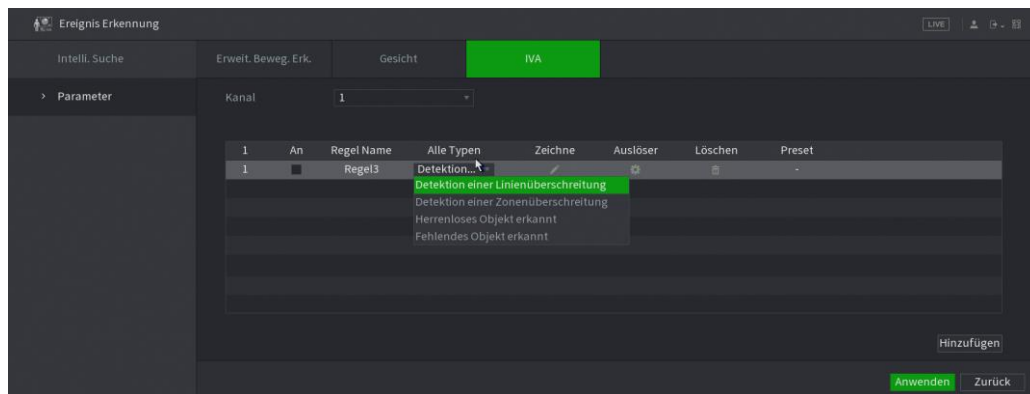 Ereignis Erkennung
LIVE
Intelli. Suche
Erweit. Beweg. Erk.
Gesicht
IVA
> Parameter
Kanal
1
1 An Regel Name Alle Typen Zeichne Auslöser Löschen Preset
1 Regel3 Detektion... -
Detektion einer Linienüberschreitung
Detektion einer Zonenüberschreitung
Herrenloses Objekt erkannt
Fehlendes Objekt erkannt
Hinzufügen
Anwenden
Zurück